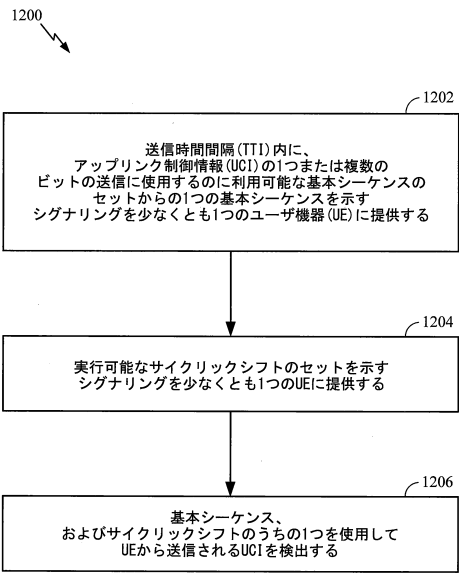 1200
1202
送信時間間隔(TTI)内に、
アップリンク制御情報(UCI)の1つまたは複数の
ビットの送信に使用するのに利用可能な基本シーケンスの
セットからの1つの基本シーケンスを示す
シグナリングを少なくとも1つのユーザ機器(UE)に提供する
1204
実行可能なサイクリックシフトのセットを示す
シグナリングを少なくとも1つのUEに提供する
1206
基本シーケンス、
およびサイクリックシフトのうちの1つを使用して
UEから送信されるUCIを検出する